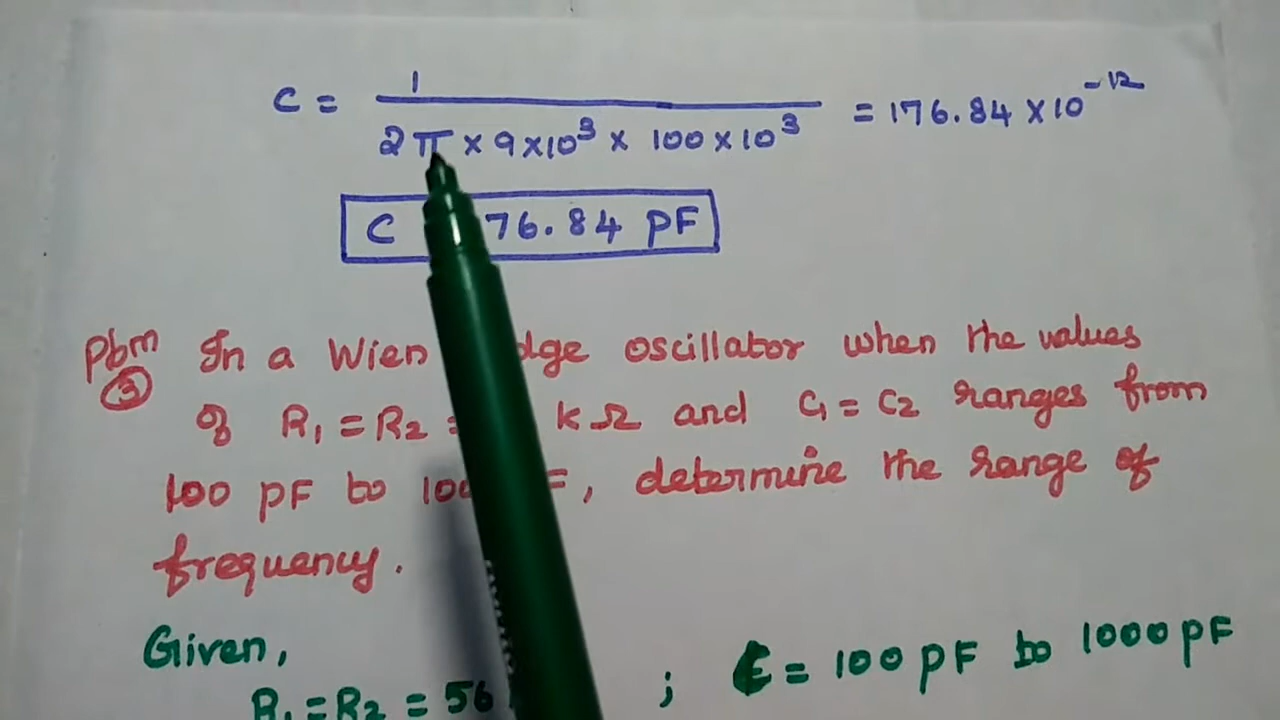 C = 1 / 2π × 9×10³ × 100×10³ = 176.84 × 10⁻¹²
C 76.84 pF
Pbm ③ In a Wien dge oscillator when the values
of R₁ = R₂ = kΩ and C₁ = C₂ ranges from
100 pF to 100 F, determine the range of
frequency.
Given,
R₁ = R₂ = 56 ; C = 100 pF to 1000 pF